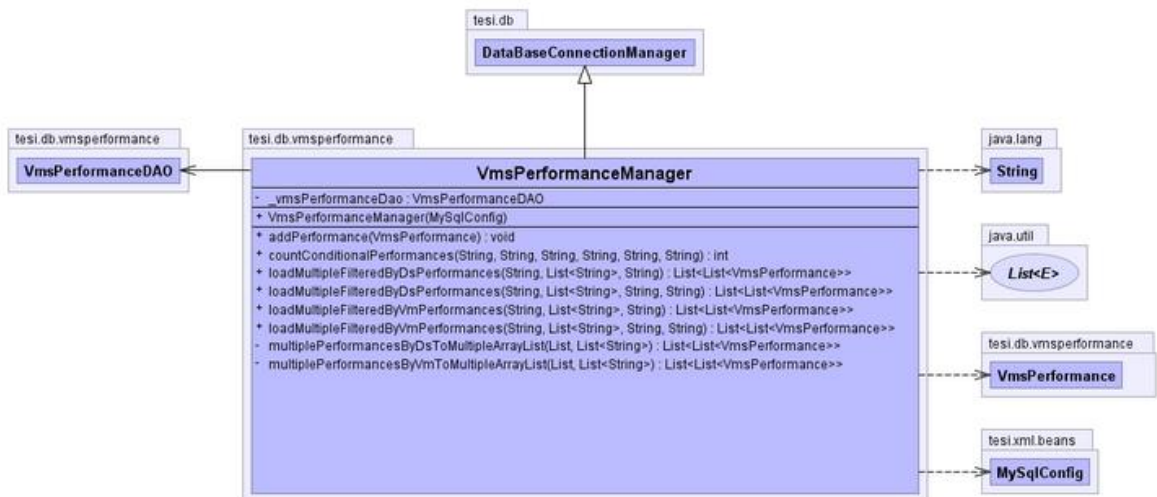 tesi.db
DataBaseConnectionManager
tesi.db.vmsperformance
VmsPerformanceDAO
tesi.db.vmsperformance
VmsPerformanceManager
- _vmsPerformanceDao : VmsPerformanceDAO
+ VmsPerformanceManager(MySqlConfig)
+ addPerformance(VmsPerformance) : void
+ countConditionalPerformances(String, String, String, String, String, String) : int
+ loadMultipleFilteredByDsPerformances(String, List<String>, String) : List<List<VmsPerformance>>
+ loadMultipleFilteredByDsPerformances(String, List<String>, String, String) : List<List<VmsPerformance>>
+ loadMultipleFilteredByVmPerformances(String, List<String>, String) : List<List<VmsPerformance>>
+ loadMultipleFilteredByVmPerformances(String, List<String>, String, String) : List<List<VmsPerformance>>
- multiplePerformancesByDsToMultipleArrayList(List, List<String>) : List<List<VmsPerformance>>
- multiplePerformancesByVmToMultipleArrayList(List, List<String>) : List<List<VmsPerformance>>
java.lang
String
java.util
List<E>
tesi.db.vmsperformance
VmsPerformance
tesi.xml.beans
MySqlConfig